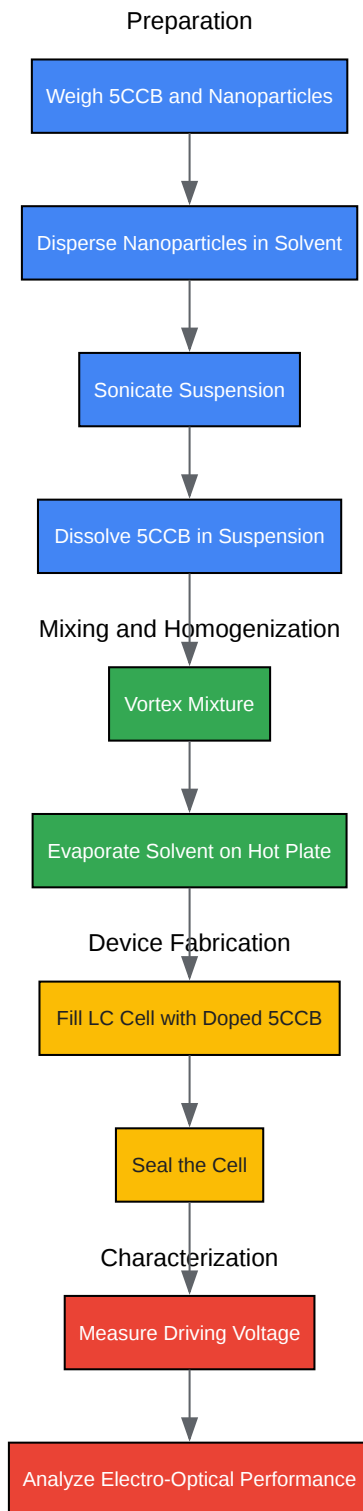 Preparation
Weigh 5CCB and Nanoparticles
Disperse Nanoparticles in Solvent
Sonicate Suspension
Dissolve 5CCB in Suspension
Mixing and Homogenization
Vortex Mixture
Evaporate Solvent on Hot Plate
Device Fabrication
Fill LC Cell with Doped 5CCB
Seal the Cell
Characterization
Measure Driving Voltage
Analyze Electro-Optical Performance